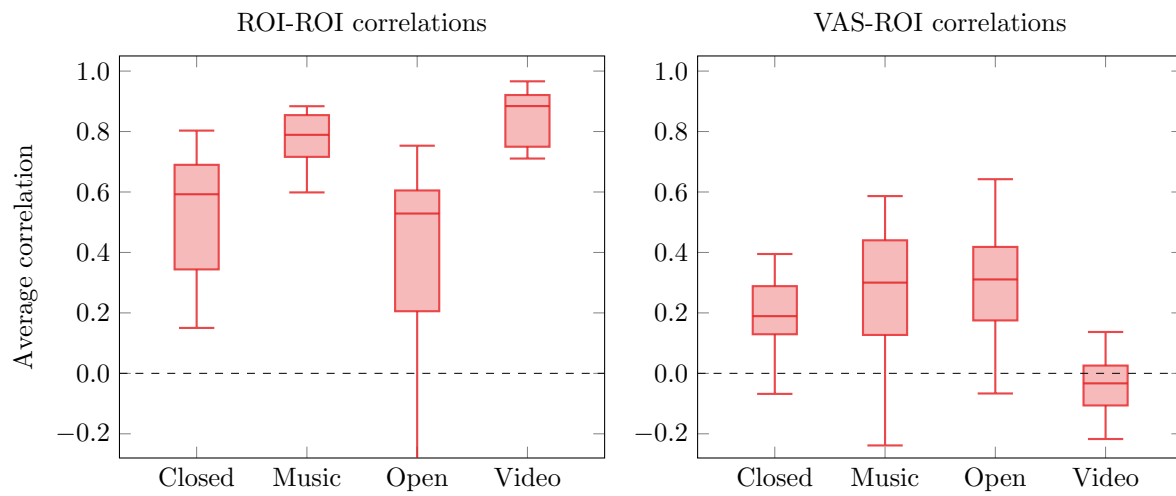 ROI-ROI correlations
VAS-ROI correlations
Average correlation
1.0
0.8
0.6
0.4
0.2
0.0
−0.2
Closed Music Open Video
1.0
0.8
0.6
0.4
0.2
0.0
−0.2
Closed Music Open Video